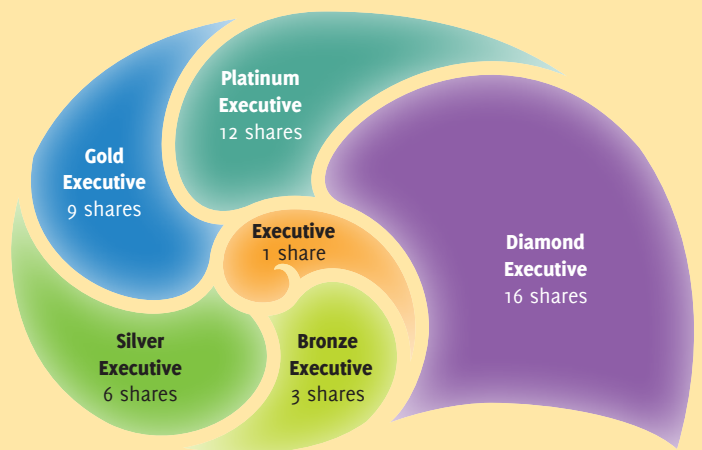 Platinum
Executive
12 shares
Gold
Executive
9 shares
Executive
1 share
Diamond
Executive
16 shares
Silver
Executive
6 shares
Bronze
Executive
3 shares